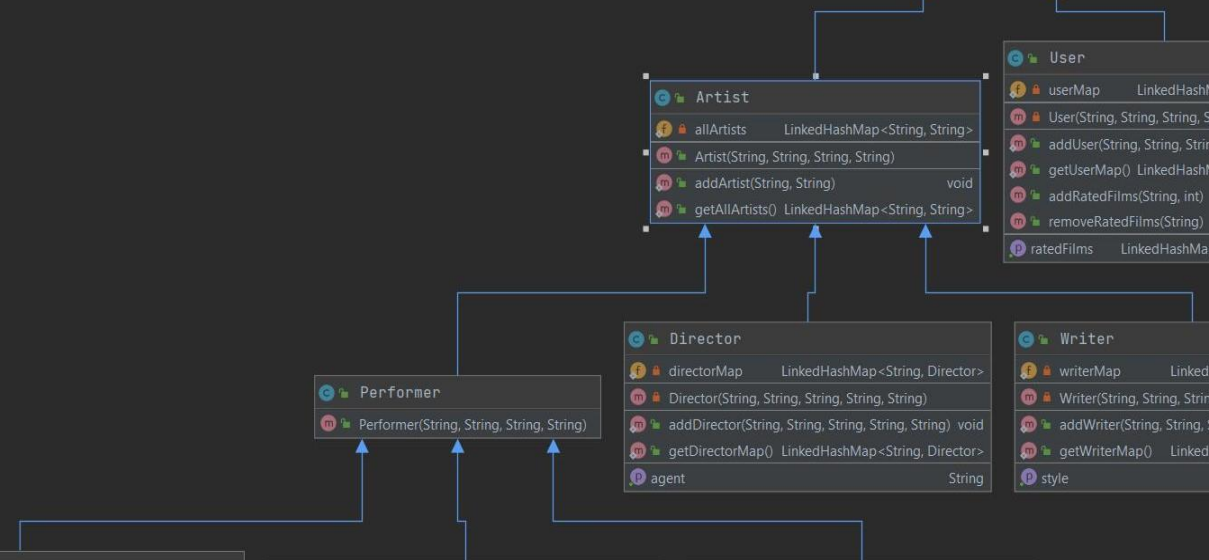 Artist
allArtists LinkedHashMap<String, String>
Artist(String, String, String, String)
addArtist(String, String) void
getAllArtists() LinkedHashMap<String, String>
User
userMap LinkedHashM
User(String, String, String, S
addUser(String, String, Strin
getUserMap() LinkedHashM
addRatedFilms(String, int)
removeRatedFilms(String)
ratedFilms LinkedHashMa
Performer
Performer(String, String, String, String)
Director
directorMap LinkedHashMap<String, Director>
Director(String, String, String, String, String)
addDirector(String, String, String, String, String) void
getDirectorMap() LinkedHashMap<String, Director>
agent String
Writer
writerMap Linked
Writer(String, String, Strin
addWriter(String, String, S
getWriterMap() Linked
style